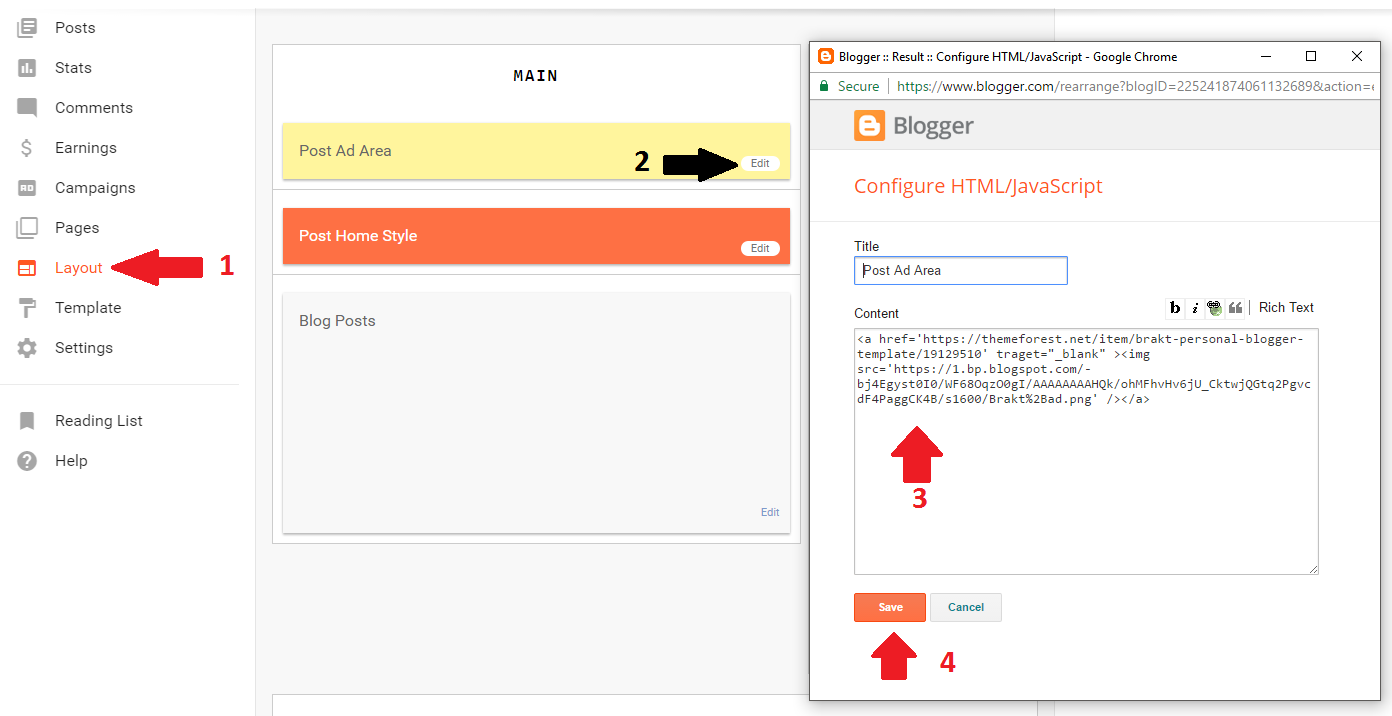 Posts
Stats
Comments
Earnings
Campaigns
Pages
Layout
1
Template
Settings
Reading List
Help
MAIN
Post Ad Area
2
Edit
Post Home Style
Edit
Blog Posts
Edit
Blogger :: Result :: Configure HTML/JavaScript - Google Chrome
Secure | https://www.blogger.com/rearrange?blogID=225241874061132689&action=e
Blogger
Configure HTML/JavaScript
Title
Post Ad Area
Content
b i | Rich Text
<a href='https://themeforest.net/item/brakt-personal-blogger-
template/19129510' traget="_blank" ><img
src='https://1.bp.blogspot.com/-
bj4Egyst0I0/WF68OqzO0gI/AAAAAAAAHQk/ohMFhvHv6jU_CktwjQGtq2Pgvc
dF4PaggCK4B/s1600/Brakt%2Bad.png' /></a>
3
Save Cancel
4